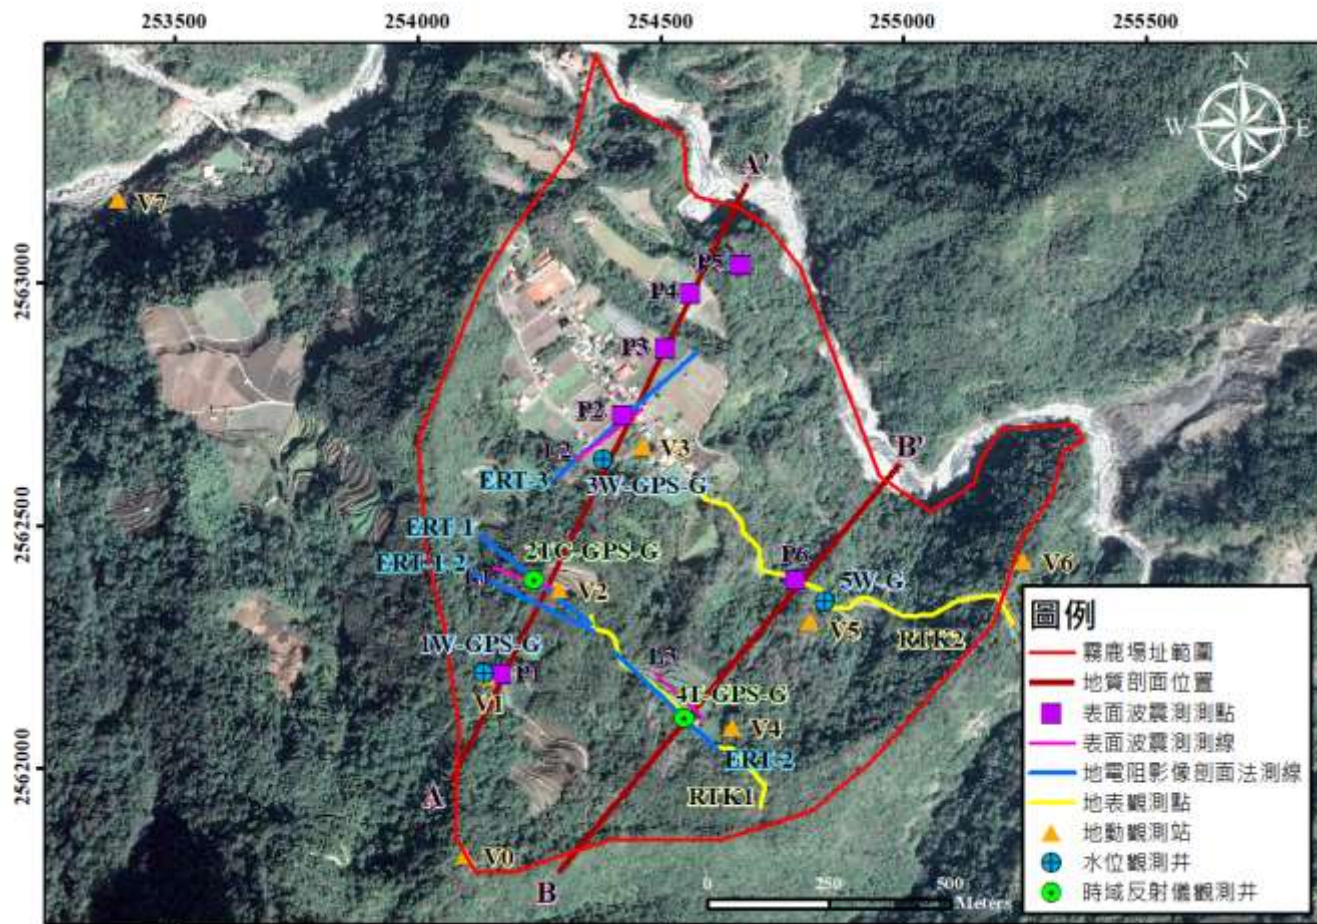 253500
254000
254500
255000
255500
N
W
E
S
A'
V7
P5
2563000
P4
P3
P2
B'
L2
V3
ERT-3
3W-GPS-G
2562500
ERT-1
2TC-GPS-G
ERT-1-2
L1
V2
P6
5W-G
V6
V5
RTK2
1W-GPS-G
P1
L3
V1
4T-GPS-G
V4
ERT-2
2562000
A
RTK1
V0
B
圖例
霧鹿場址範圍
地質剖面位置
表面波震測測點
表面波震測測線
地電阻影像剖面法測線
地表觀測點
地動觀測站
水位觀測井
時域反射儀觀測井
0
250
500
Meters